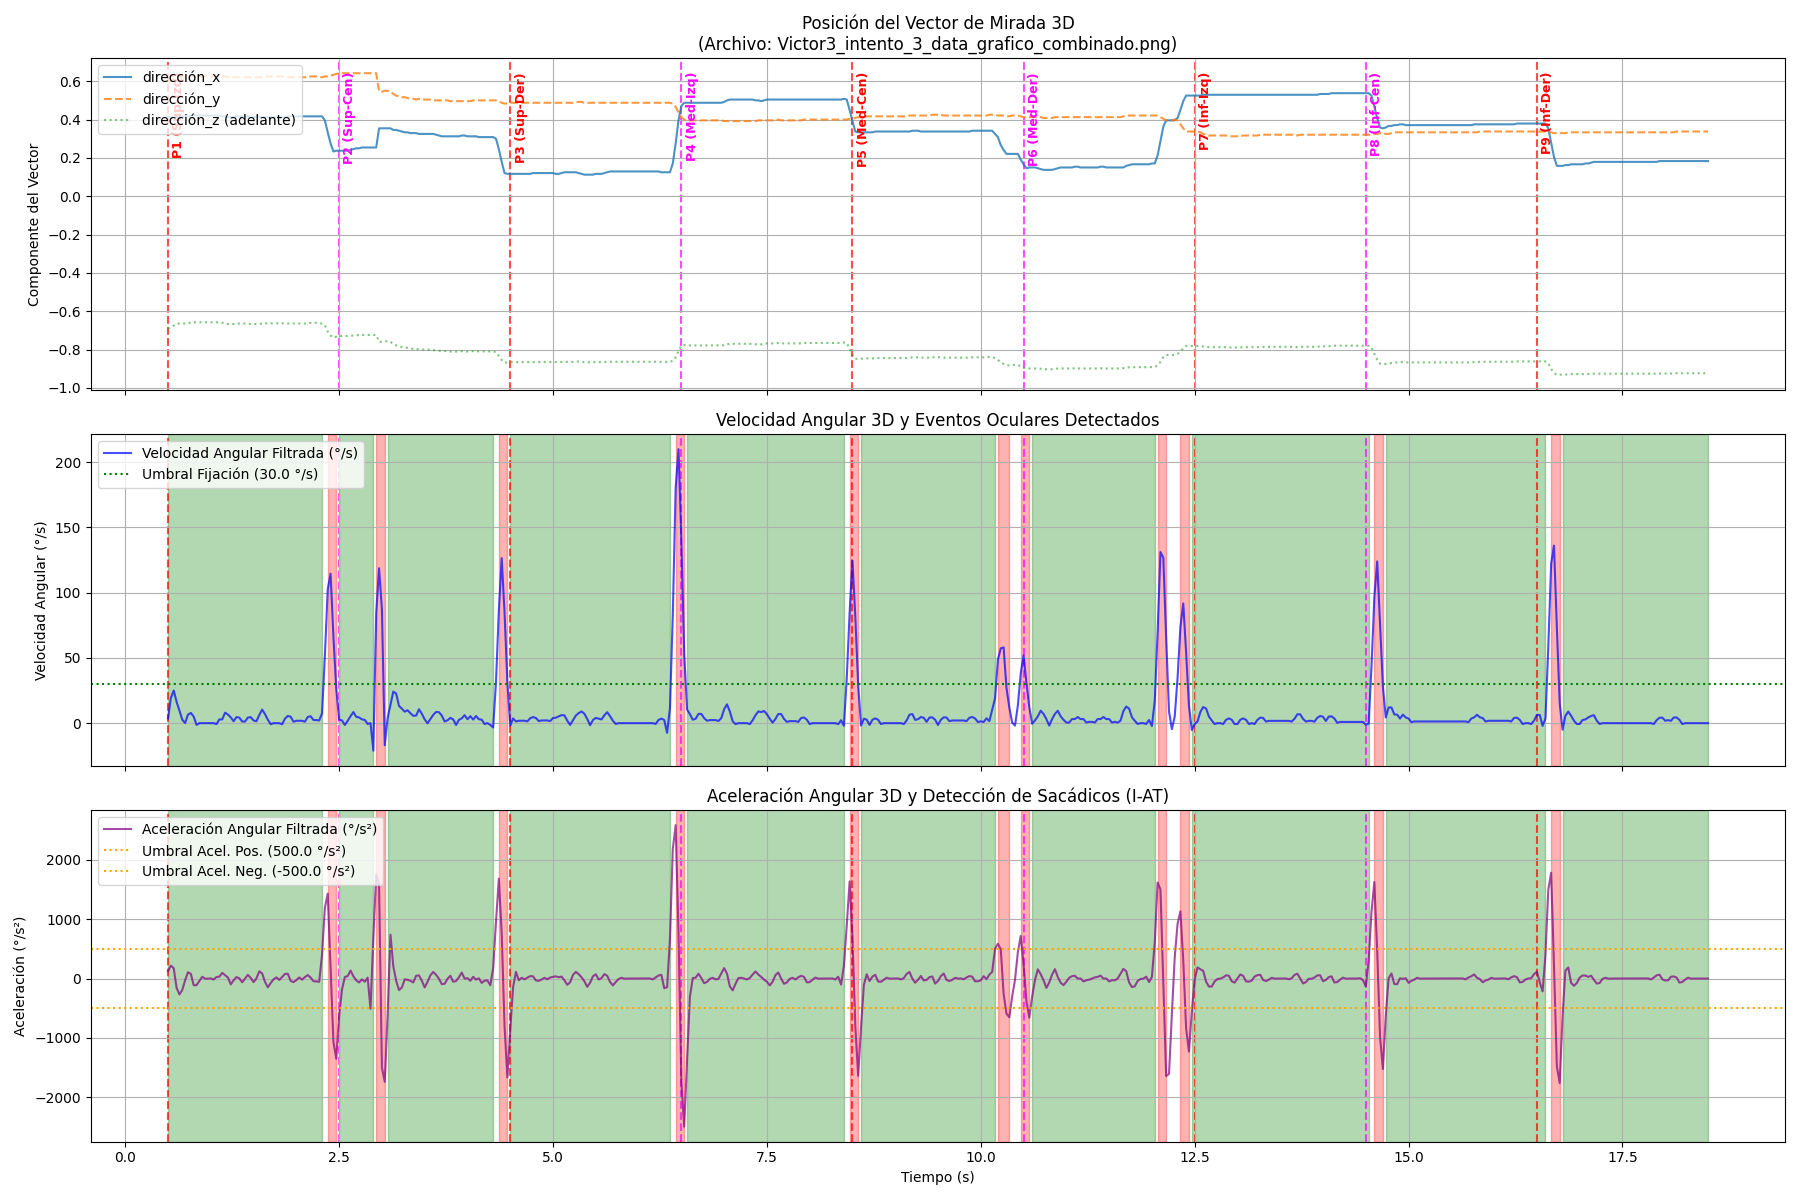 Posición del Vector de Mirada 3D
(Archivo: Victor3_intento_3_data_grafico_combinado.png)
Componente del Vector
0.6
0.4
0.2
0.0
−0.2
−0.4
−0.6
−0.8
−1.0
dirección_x
dirección_y
dirección_z (adelante)
P1 (Sup-Izq)
P2 (Sup-Cen)
P3 (Sup-Der)
P4 (Med-Izq)
P5 (Med-Cen)
P6 (Med-Der)
P7 (Inf-Izq)
P8 (Inf-Cen)
P9 (Inf-Der)
Velocidad Angular 3D y Eventos Oculares Detectados
Velocidad Angular (°/s)
200
150
100
50
0
Velocidad Angular Filtrada (°/s)
Umbral Fijación (30.0 °/s)
Aceleración Angular 3D y Detección de Sacádicos (I-AT)
Aceleración (°/s²)
2000
1000
0
−1000
−2000
Aceleración Angular Filtrada (°/s²)
Umbral Acel. Pos. (500.0 °/s²)
Umbral Acel. Neg. (-500.0 °/s²)
0.0
2.5
5.0
7.5
10.0
12.5
15.0
17.5
Tiempo (s)